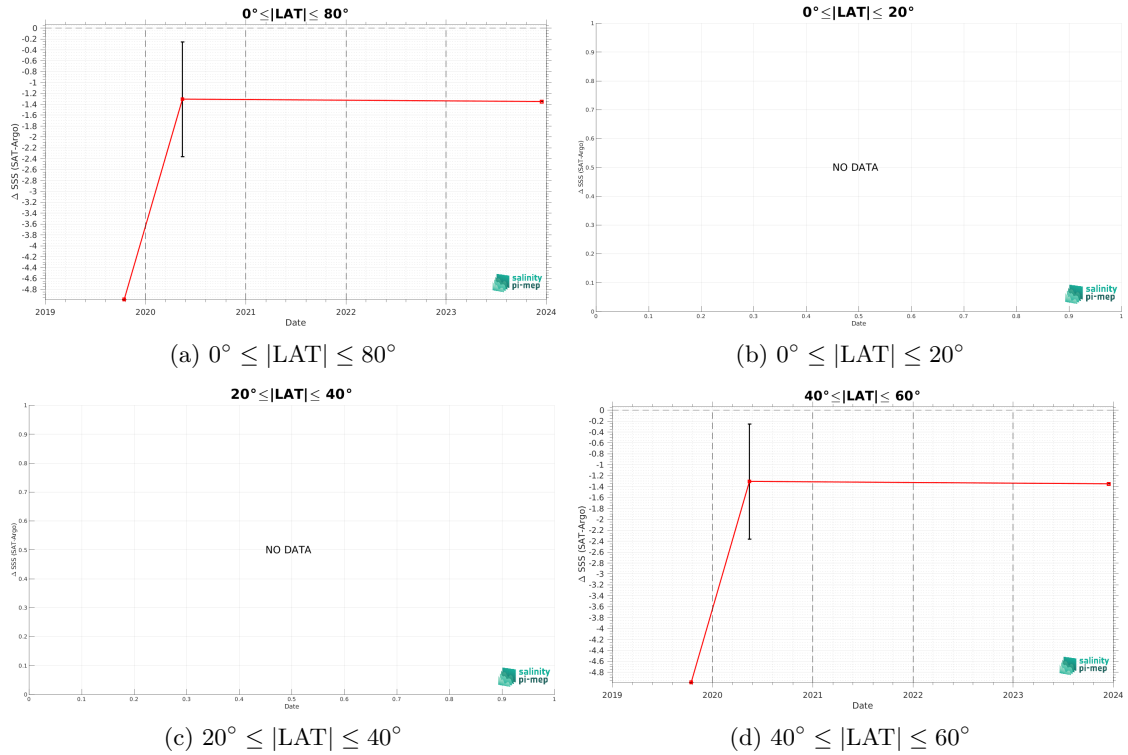 0°≤|LAT|≤ 80°
0
-0.2
-0.4
-0.6
-0.8
-1
-1.2
-1.4
-1.6
-1.8
-2
-2.2
-2.4
-2.6
-2.8
-3
-3.2
-3.4
-3.6
-3.8
-4
-4.2
-4.4
-4.6
-4.8
Δ SSS (SAT-Argo)
2019 2020 2021 2022 2023 2024
Date
salinity
pi-mep
(a) 0° ≤ |LAT| ≤ 80°
0°≤|LAT|≤ 20°
1
0.9
0.8
0.7
0.6
0.5
0.4
0.3
0.2
0.1
0
Δ SSS (SAT-Argo)
NO DATA
0 0.1 0.2 0.3 0.4 0.5 0.6 0.7 0.8 0.9 1
Date
salinity
pi-mep
(b) 0° ≤ |LAT| ≤ 20°
20°≤|LAT|≤ 40°
1
0.9
0.8
0.7
0.6
0.5
0.4
0.3
0.2
0.1
0
Δ SSS (SAT-Argo)
NO DATA
0 0.1 0.2 0.3 0.4 0.5 0.6 0.7 0.8 0.9 1
Date
salinity
pi-mep
(c) 20° ≤ |LAT| ≤ 40°
40°≤|LAT|≤ 60°
0
-0.2
-0.4
-0.6
-0.8
-1
-1.2
-1.4
-1.6
-1.8
-2
-2.2
-2.4
-2.6
-2.8
-3
-3.2
-3.4
-3.6
-3.8
-4
-4.2
-4.4
-4.6
-4.8
Δ SSS (SAT-Argo)
2019 2020 2021 2022 2023 2024
Date
salinity
pi-mep
(d) 40° ≤ |LAT| ≤ 60°